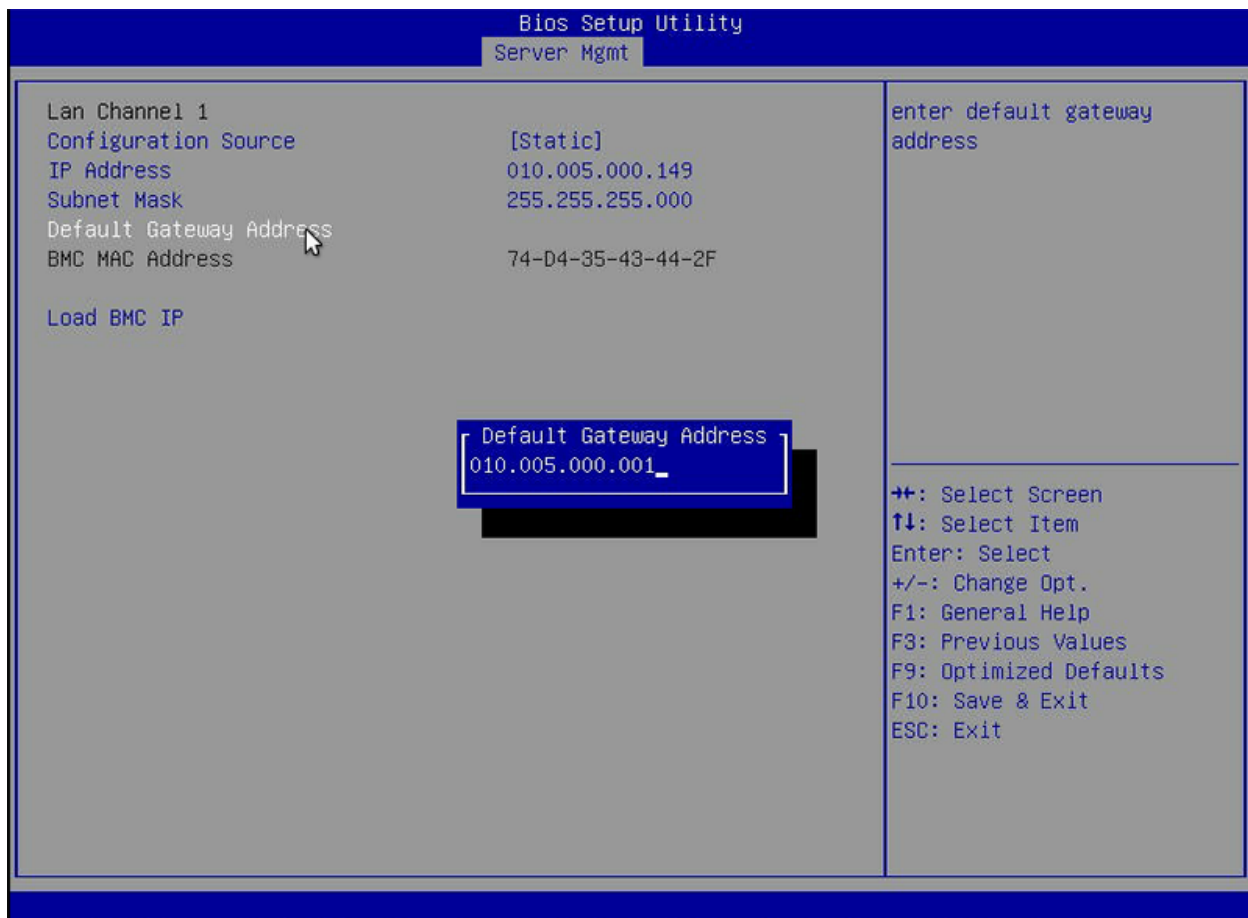 Bios Setup Utility
Server Mgmt
Lan Channel 1
Configuration Source [Static]
IP Address 010.005.000.149
Subnet Mask 255.255.255.000
Default Gateway Address
BMC MAC Address 74-D4-35-43-44-2F
Load BMC IP
Default Gateway Address
010.005.000.001_
enter default gateway
address
→←: Select Screen
↑↓: Select Item
Enter: Select
+/-: Change Opt.
F1: General Help
F3: Previous Values
F9: Optimized Defaults
F10: Save & Exit
ESC: Exit